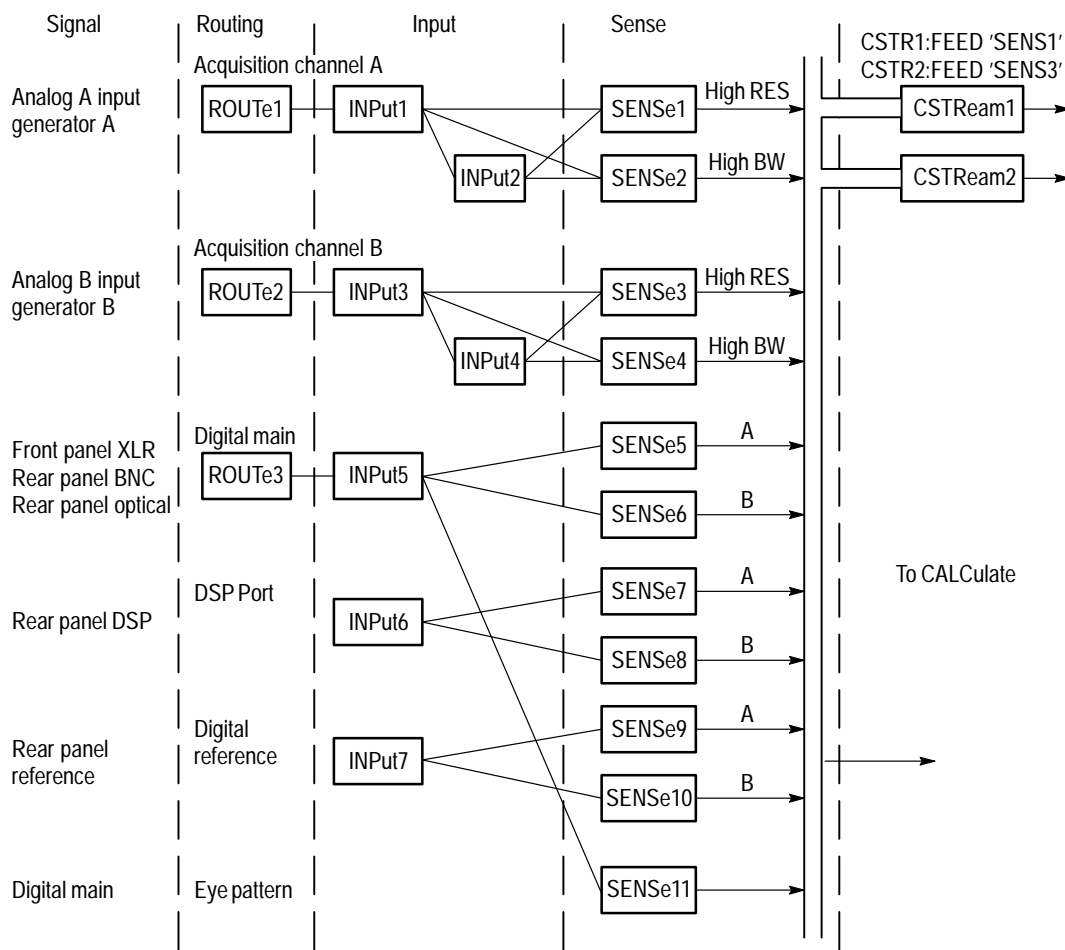 Signal Routing Input Sense
CSTR1:FEED 'SENS1'
CSTR2:FEED 'SENS3'
Acquisition channel A
Analog A input
generator A
ROUTe1
INPut1
SENSe1
High RES
CSTReam1
INPut2
SENSe2
High BW
CSTReam2
Acquisition channel B
Analog B input
generator B
ROUTe2
INPut3
SENSe3
High RES
INPut4
SENSe4
High BW
Front panel XLR
Rear panel BNC
Rear panel optical
Digital main
ROUTe3
INPut5
SENSe5
A
SENSe6
B
To CALCulate
Rear panel DSP
DSP Port
INPut6
SENSe7
A
SENSe8
B
Rear panel
reference
Digital
reference
INPut7
SENSe9
A
SENSe10
B
Digital main
Eye pattern
SENSe11